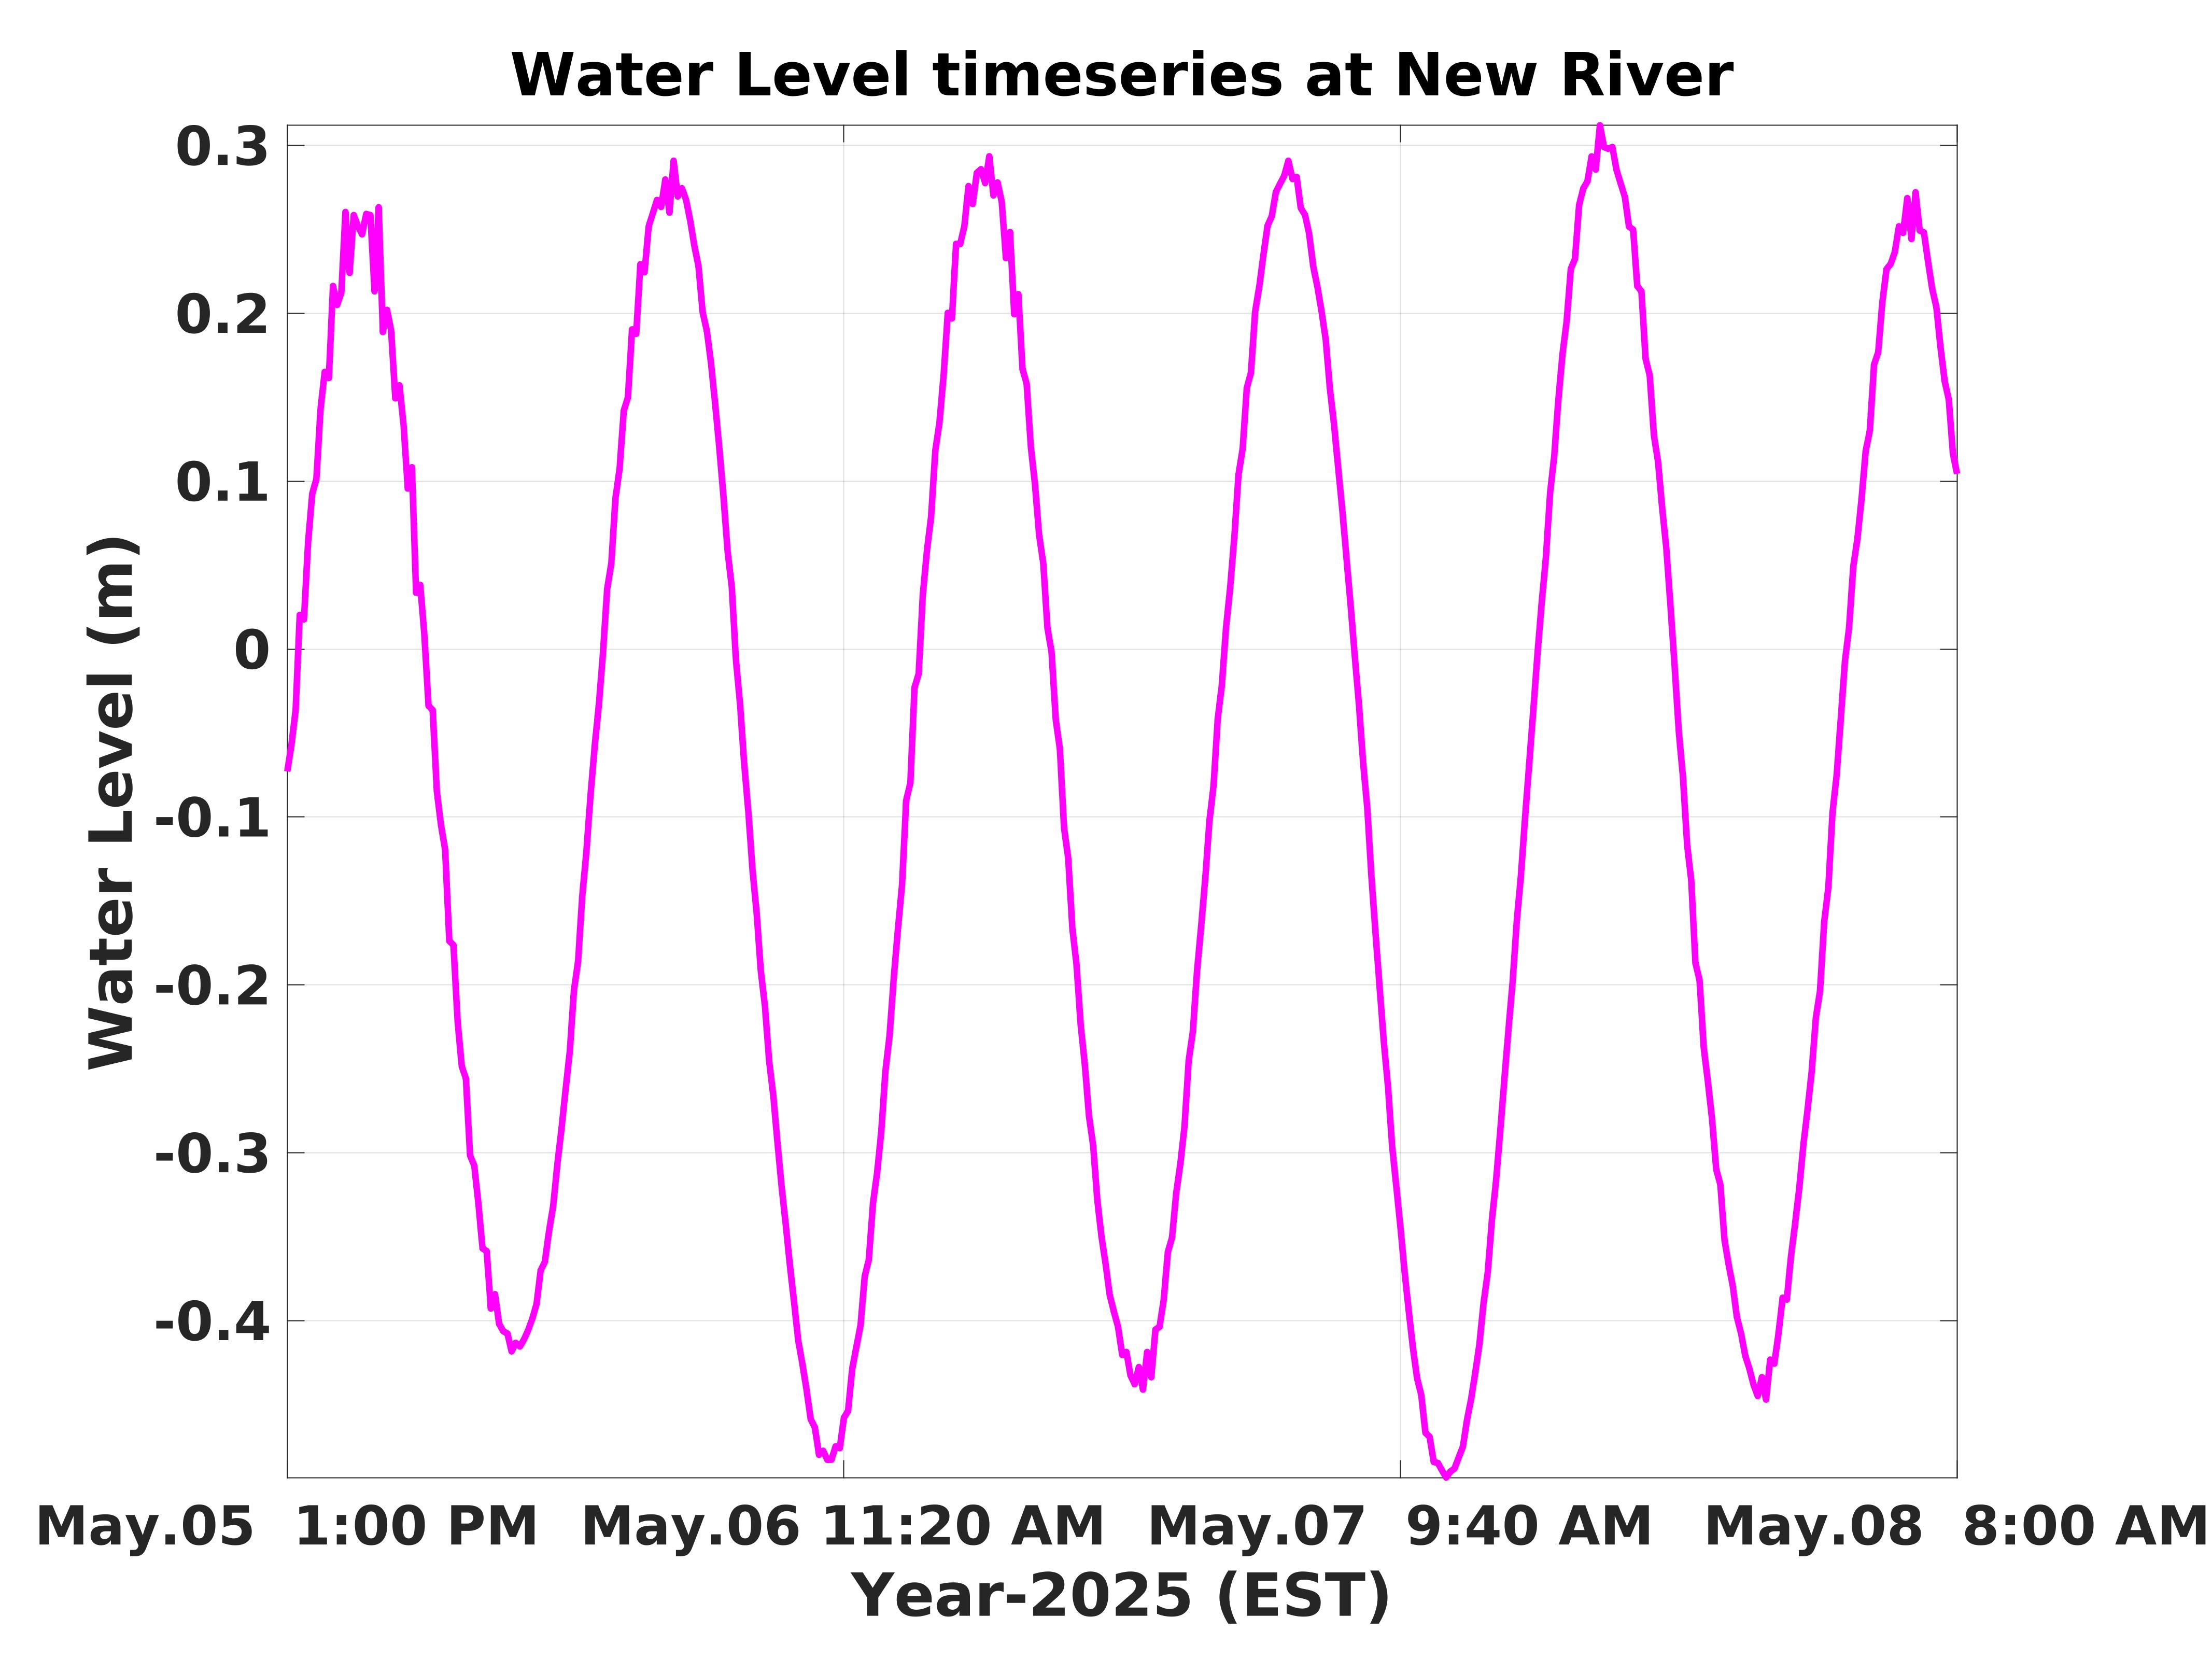 Water Level timeseries at New River
0.3
0.2
0.1
0
-0.1
-0.2
-0.3
-0.4
Water Level (m)
May.05  1:00 PM
May.06 11:20 AM
May.07  9:40 AM
May.08  8:00 AM
Year-2025 (EST)